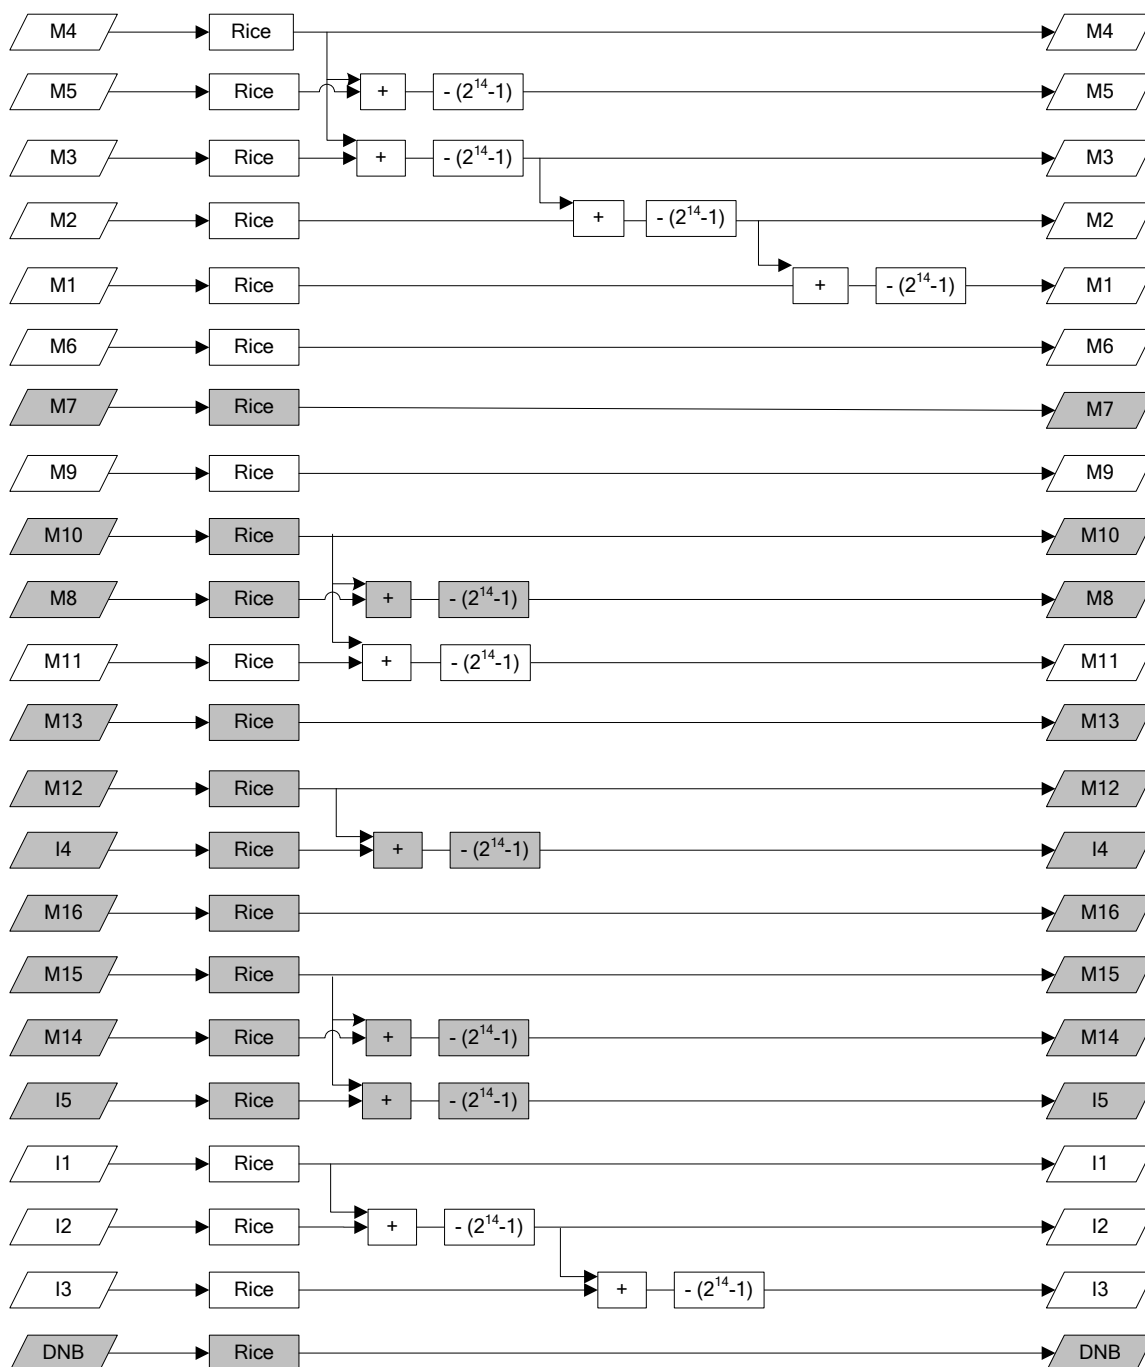 M4 Rice M4
M5 Rice + - (2^14-1) M5
M3 Rice + - (2^14-1) M3
M2 Rice + - (2^14-1) M2
M1 Rice + - (2^14-1) M1
M6 Rice M6
M7 Rice M7
M9 Rice M9
M10 Rice M10
M8 Rice + - (2^14-1) M8
M11 Rice + - (2^14-1) M11
M13 Rice M13
M12 Rice M12
I4 Rice + - (2^14-1) I4
M16 Rice M16
M15 Rice M15
M14 Rice + - (2^14-1) M14
I5 Rice + - (2^14-1) I5
I1 Rice I1
I2 Rice + - (2^14-1) I2
I3 Rice + - (2^14-1) I3
DNB Rice DNB